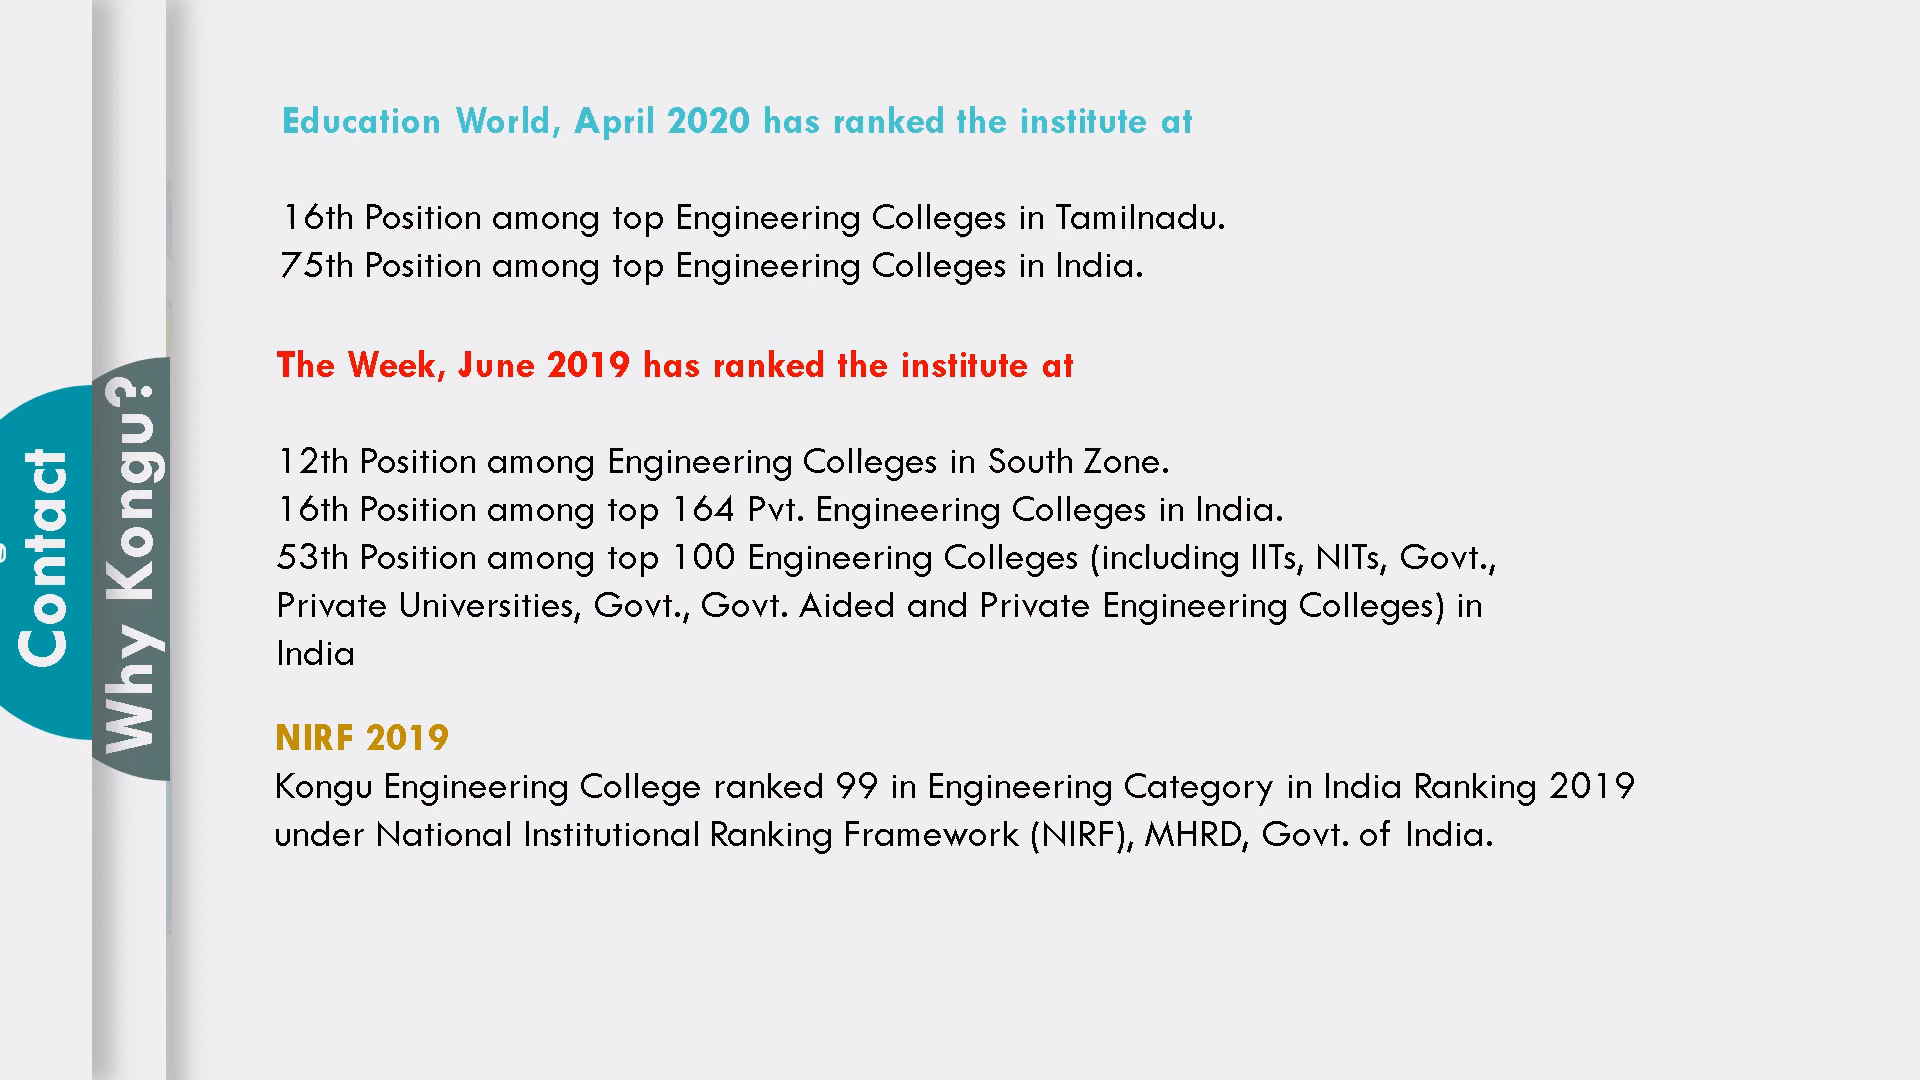 Contact
Why Kongu?
Education World, April 2020 has ranked the institute at
16th Position among top Engineering Colleges in Tamilnadu.
75th Position among top Engineering Colleges in India.
The Week, June 2019 has ranked the institute at
12th Position among Engineering Colleges in South Zone.
16th Position among top 164 Pvt. Engineering Colleges in India.
53th Position among top 100 Engineering Colleges (including IITs, NITs, Govt.,
Private Universities, Govt., Govt. Aided and Private Engineering Colleges) in
India
NIRF 2019
Kongu Engineering College ranked 99 in Engineering Category in India Ranking 2019
under National Institutional Ranking Framework (NIRF), MHRD, Govt. of India.